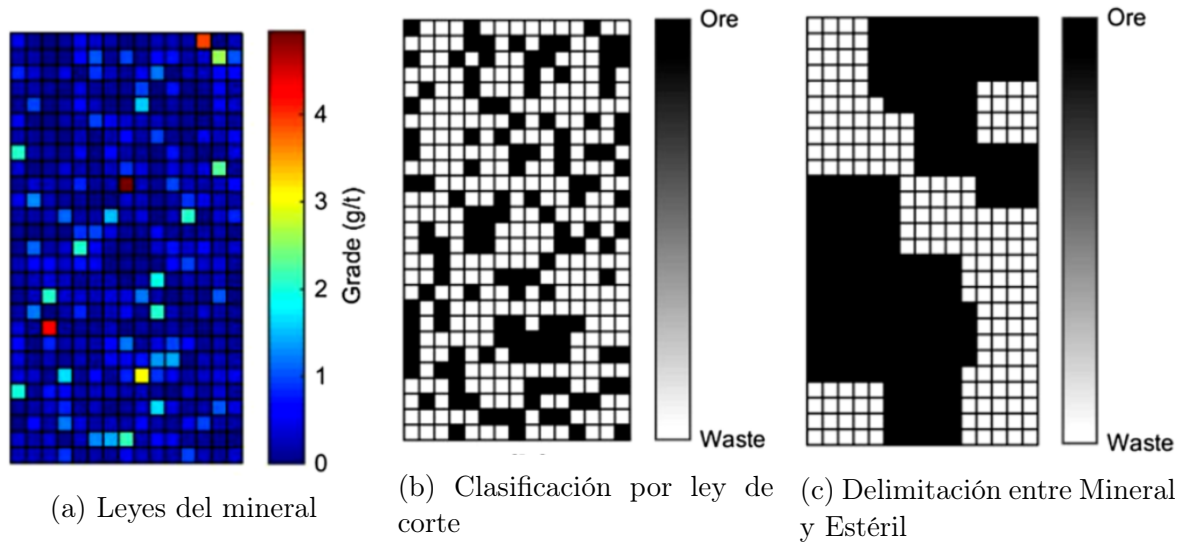 4
3
2
1
0
Grade (g/t)
Ore
Waste
Ore
Waste
(a) Leyes del mineral
(b) Clasificación por ley de
corte
(c) Delimitación entre Mineral
y Estéril